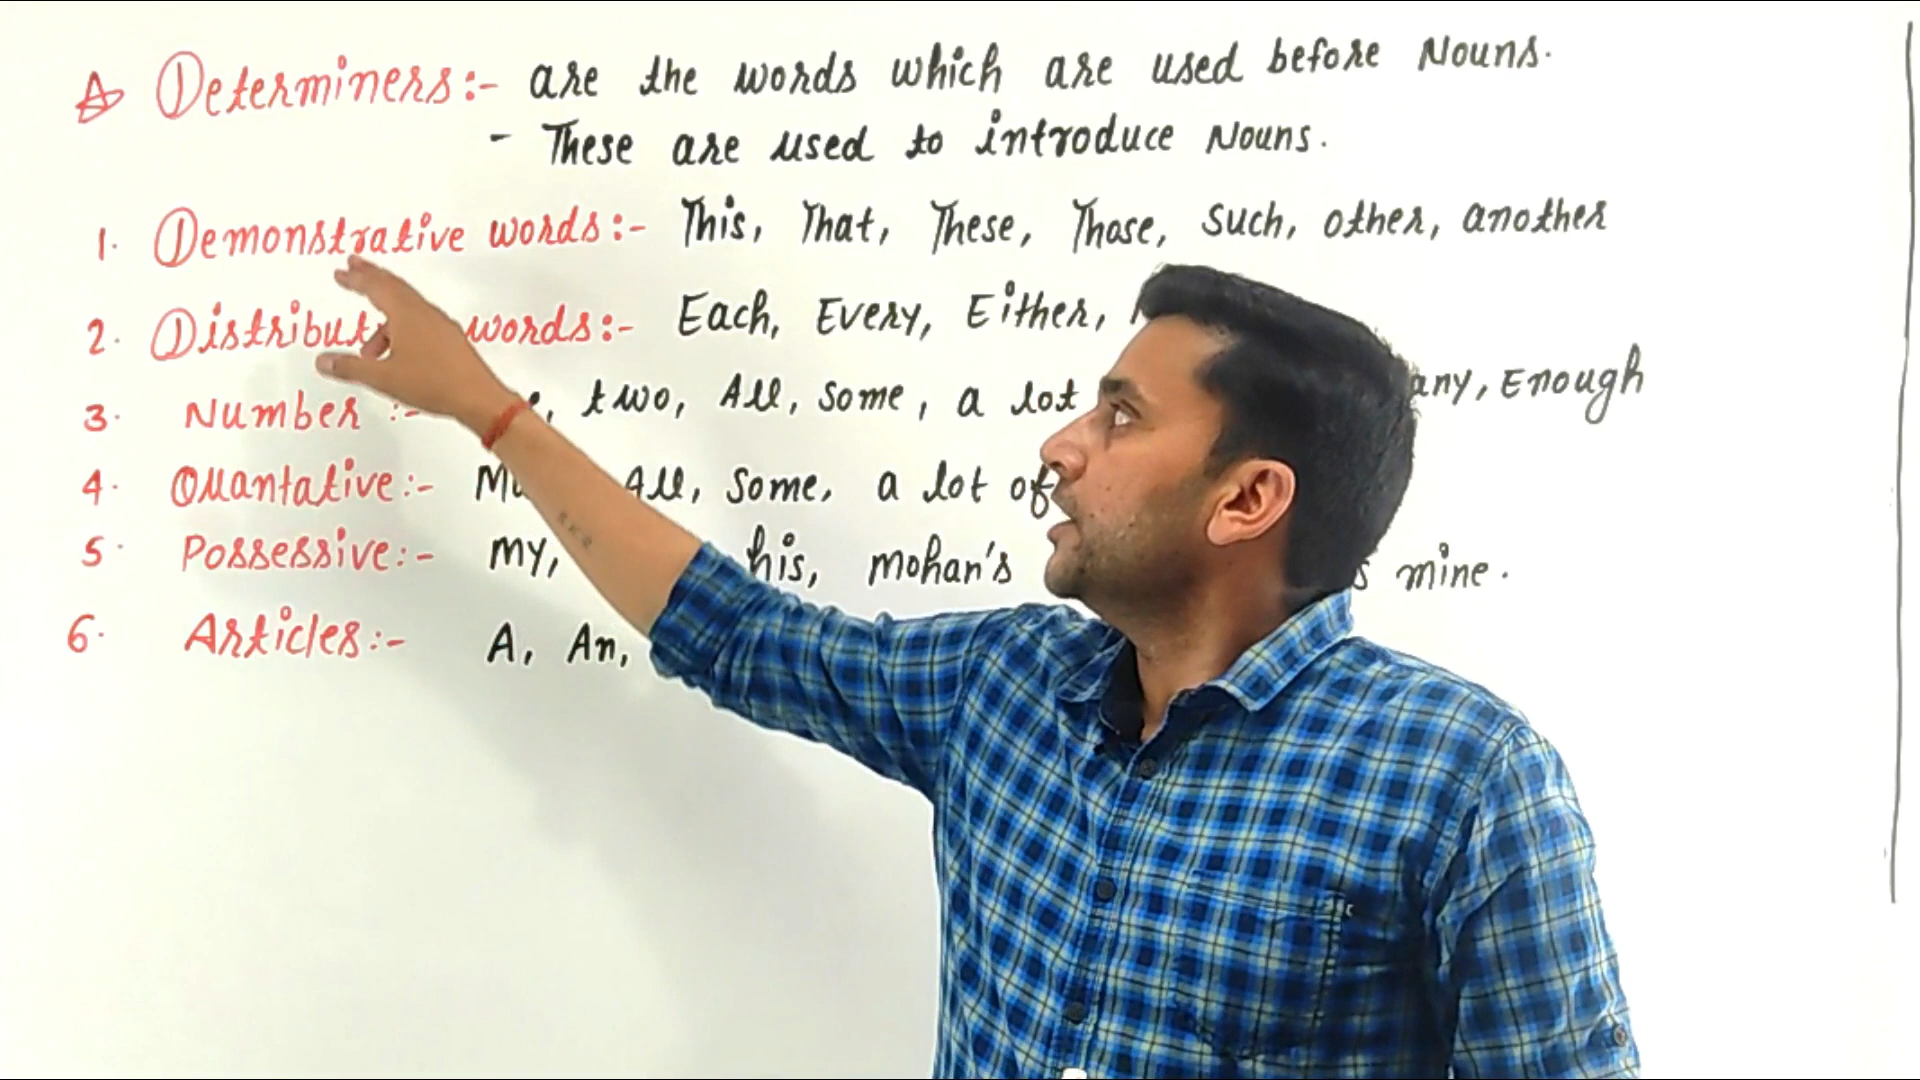 Determiners:- are the words which are used before Nouns.
- These are used to introduce Nouns.
1. Demonstrative words:- This, That, These, Those, such, other, another
2. words:- Each, Every, Either,
3. Number :- two, All, some, a lot any, Enough
4. Quantative:- All, some, a lot of
5. Possessive:- My, his, mohan's mine.
6. Articles:- A, An,